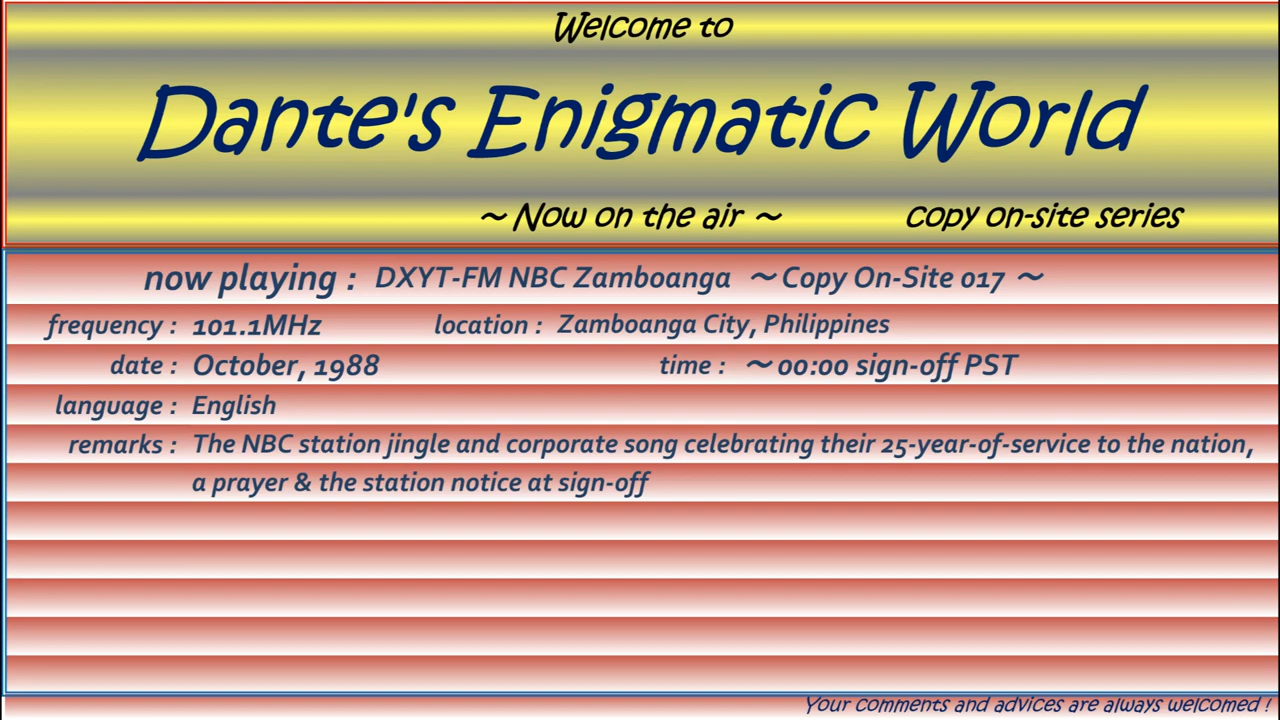 Welcome to
Dante's Enigmatic World
～ Now on the air ～ copy on-site series
now playing : DXYT-FM NBC Zamboanga ～ Copy On-Site 017 ～
frequency : 101.1MHz location : Zamboanga City, Philippines
date : October, 1988 time : ～ 00:00 sign-off PST
language : English
remarks : The NBC station jingle and corporate song celebrating their 25-year-of-service to the nation,
a prayer & the station notice at sign-off
Your comments and advices are always welcomed !